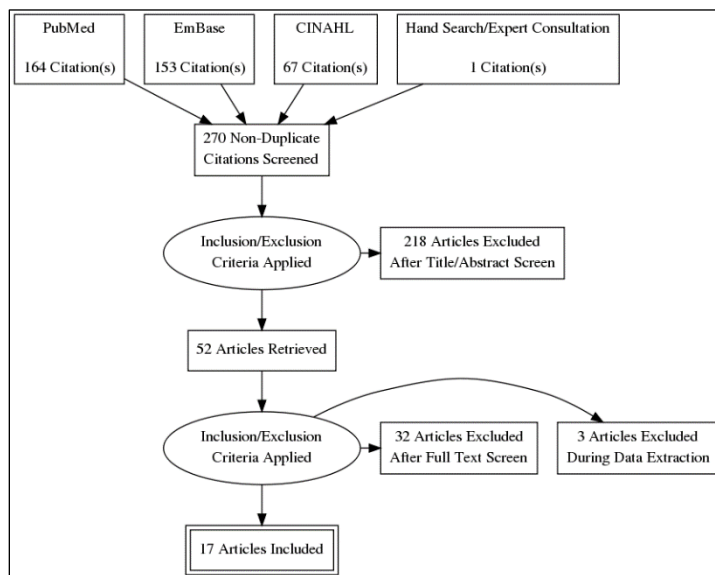 PubMed
164 Citation(s)
EmBase
153 Citation(s)
CINAHL
67 Citation(s)
Hand Search/Expert Consultation
1 Citation(s)
270 Non-Duplicate
Citations Screened
Inclusion/Exclusion
Criteria Applied
218 Articles Excluded
After Title/Abstract Screen
52 Articles Retrieved
Inclusion/Exclusion
Criteria Applied
32 Articles Excluded
After Full Text Screen
3 Articles Excluded
During Data Extraction
17 Articles Included